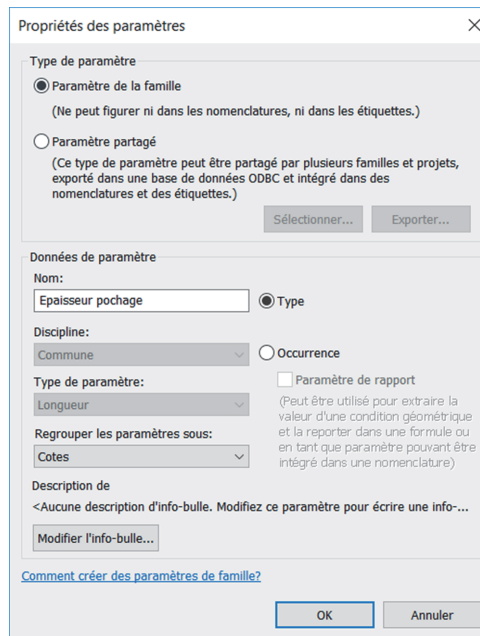 Propriétés des paramètres
Type de paramètre
Paramètre de la famille
(Ne peut figurer ni dans les nomenclatures, ni dans les étiquettes.)
Paramètre partagé
(Ce type de paramètre peut être partagé par plusieurs familles et projets,
exporté dans une base de données ODBC et intégré dans des
nomenclatures et des étiquettes.)
Sélectionner...
Exporter...
Données de paramètre
Nom:
Epaisseur pochage
Type
Discipline:
Commune
Occurrence
Type de paramètre:
Longueur
Paramètre de rapport
(Peut être utilisé pour extraire la
valeur d'une condition géométrique
et la reporter dans une formule ou
en tant que paramètre pouvant être
intégré dans une nomenclature)
Regrouper les paramètres sous:
Cotes
Description de
<Aucune description d'info-bulle. Modifiez ce paramètre pour écrire une info-...
Modifier l'info-bulle...
Comment créer des paramètres de famille?
OK
Annuler